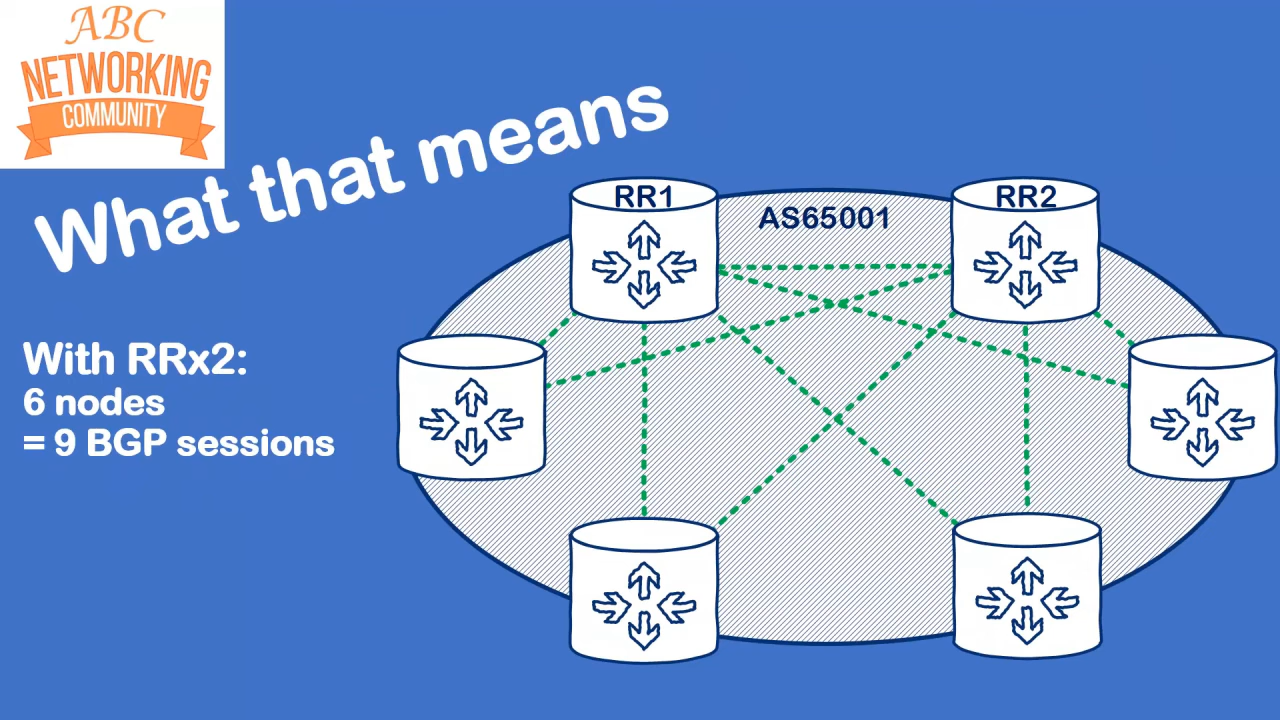 ABC
NETWORKING
COMMUNITY
What that means
RR1
RR2
AS65001
With RRx2:
6 nodes
= 9 BGP sessions